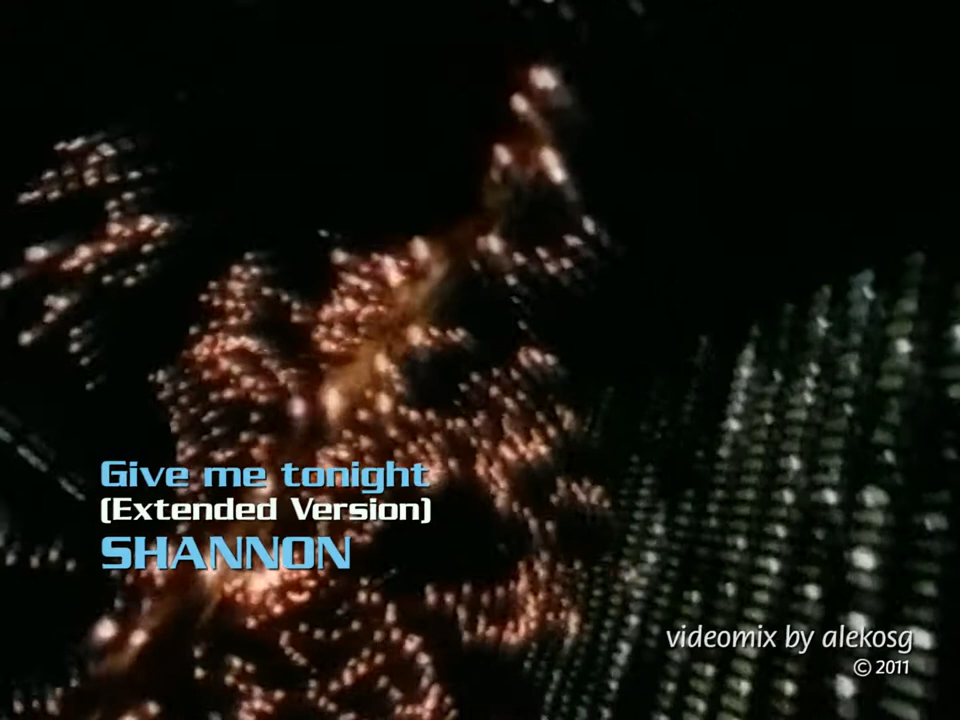 Give me tonight
(Extended Version)
SHANNON
videomix by alekosg
© 2011